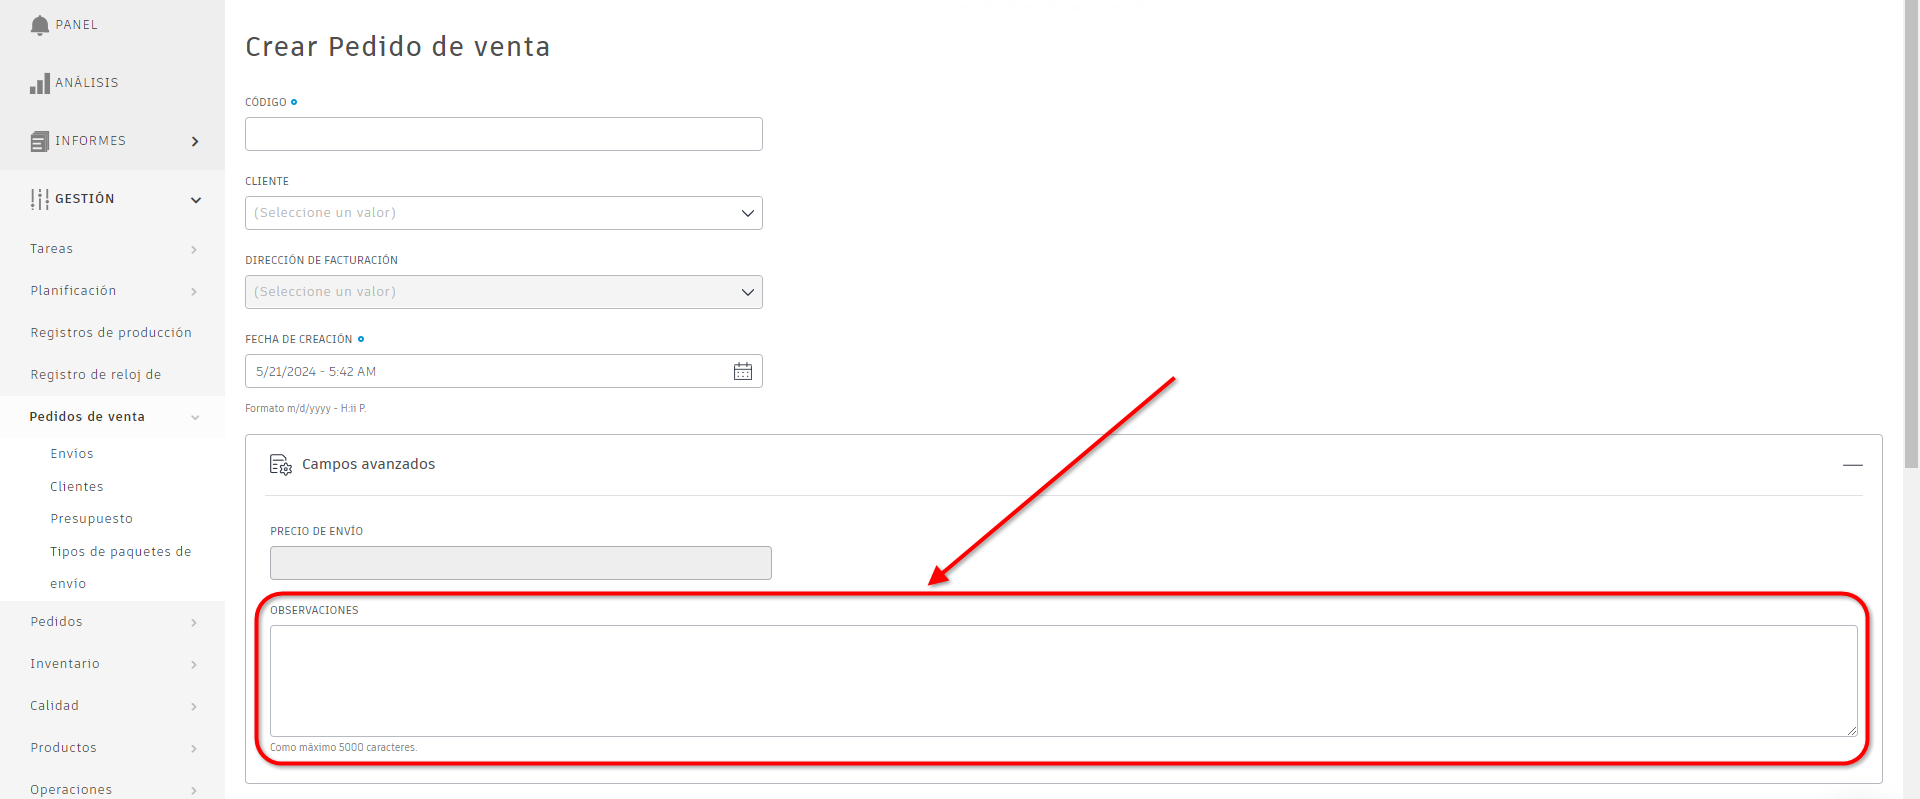 PANEL
ANÁLISIS
INFORMES
GESTIÓN
Tareas
Planificación
Registros de producción
Registro de reloj de
Pedidos de venta
Envíos
Clientes
Presupuesto
Tipos de paquetes de
envío
Pedidos
Inventario
Calidad
Productos
Operaciones
Crear Pedido de venta
CÓDIGO
CLIENTE
(Seleccione un valor)
DIRECCIÓN DE FACTURACIÓN
(Seleccione un valor)
FECHA DE CREACIÓN
5/21/2024 - 5:42 AM
Formato m/d/yyyy - H:ii P.
Campos avanzados
PRECIO DE ENVÍO
OBSERVACIONES
Como máximo 5000 caracteres.